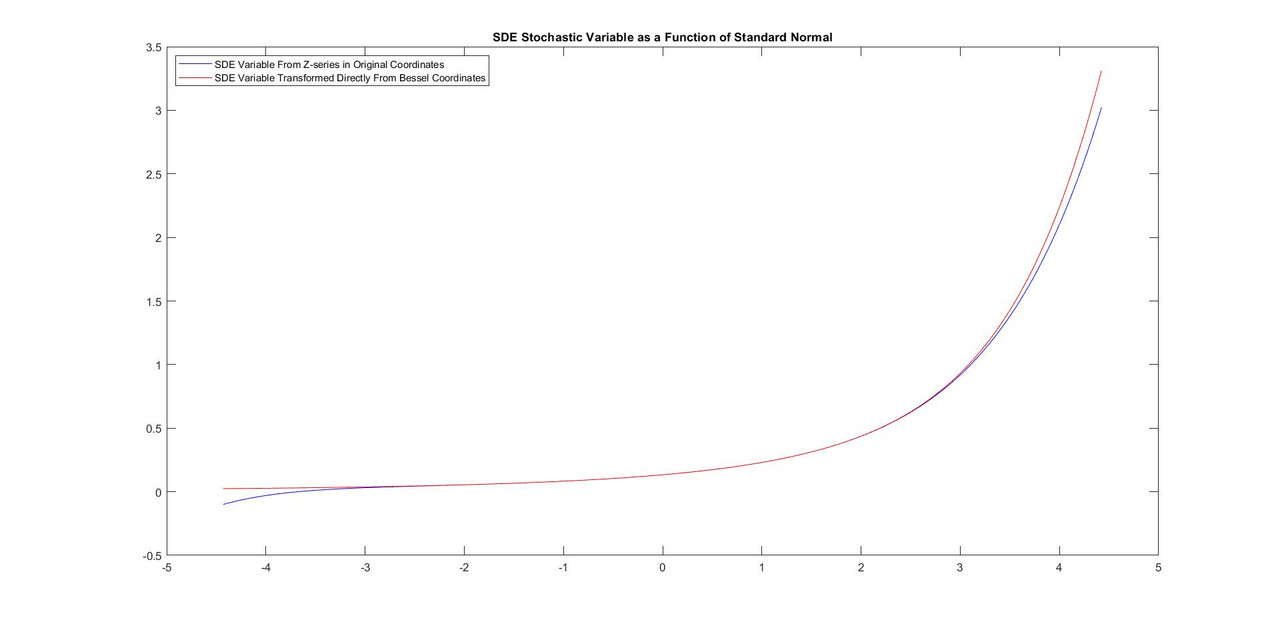 SDE Stochastic Variable as a Function of Standard Normal
SDE Variable From Z-series in Original Coordinates
SDE Variable Transformed Directly From Bessel Coordinates
3.5
3
2.5
2
1.5
1
0.5
0
-0.5
-5 -4 -3 -2 -1 0 1 2 3 4 5